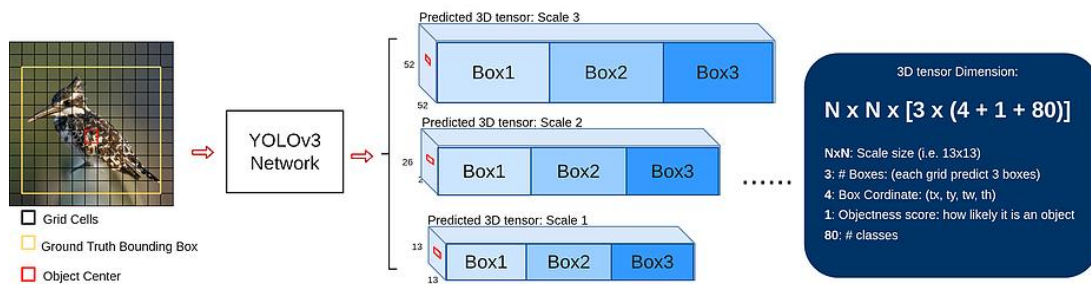 Grid Cells
Ground Truth Bounding Box
Object Center
YOLOv3
Network
Predicted 3D tensor: Scale 3
52
52
Box1
Box2
Box3
Predicted 3D tensor: Scale 2
26
2
Box1
Box2
Box3
Predicted 3D tensor: Scale 1
13
13
Box1
Box2
Box3
......
3D tensor Dimension:
N x N x [3 x (4 + 1 + 80)]
NxN: Scale size (i.e. 13x13)
3: # Boxes: (each grid predict 3 boxes)
4: Box Cordinate: (tx, ty, tw, th)
1: Objectness score: how likely it is an object
80: # classes